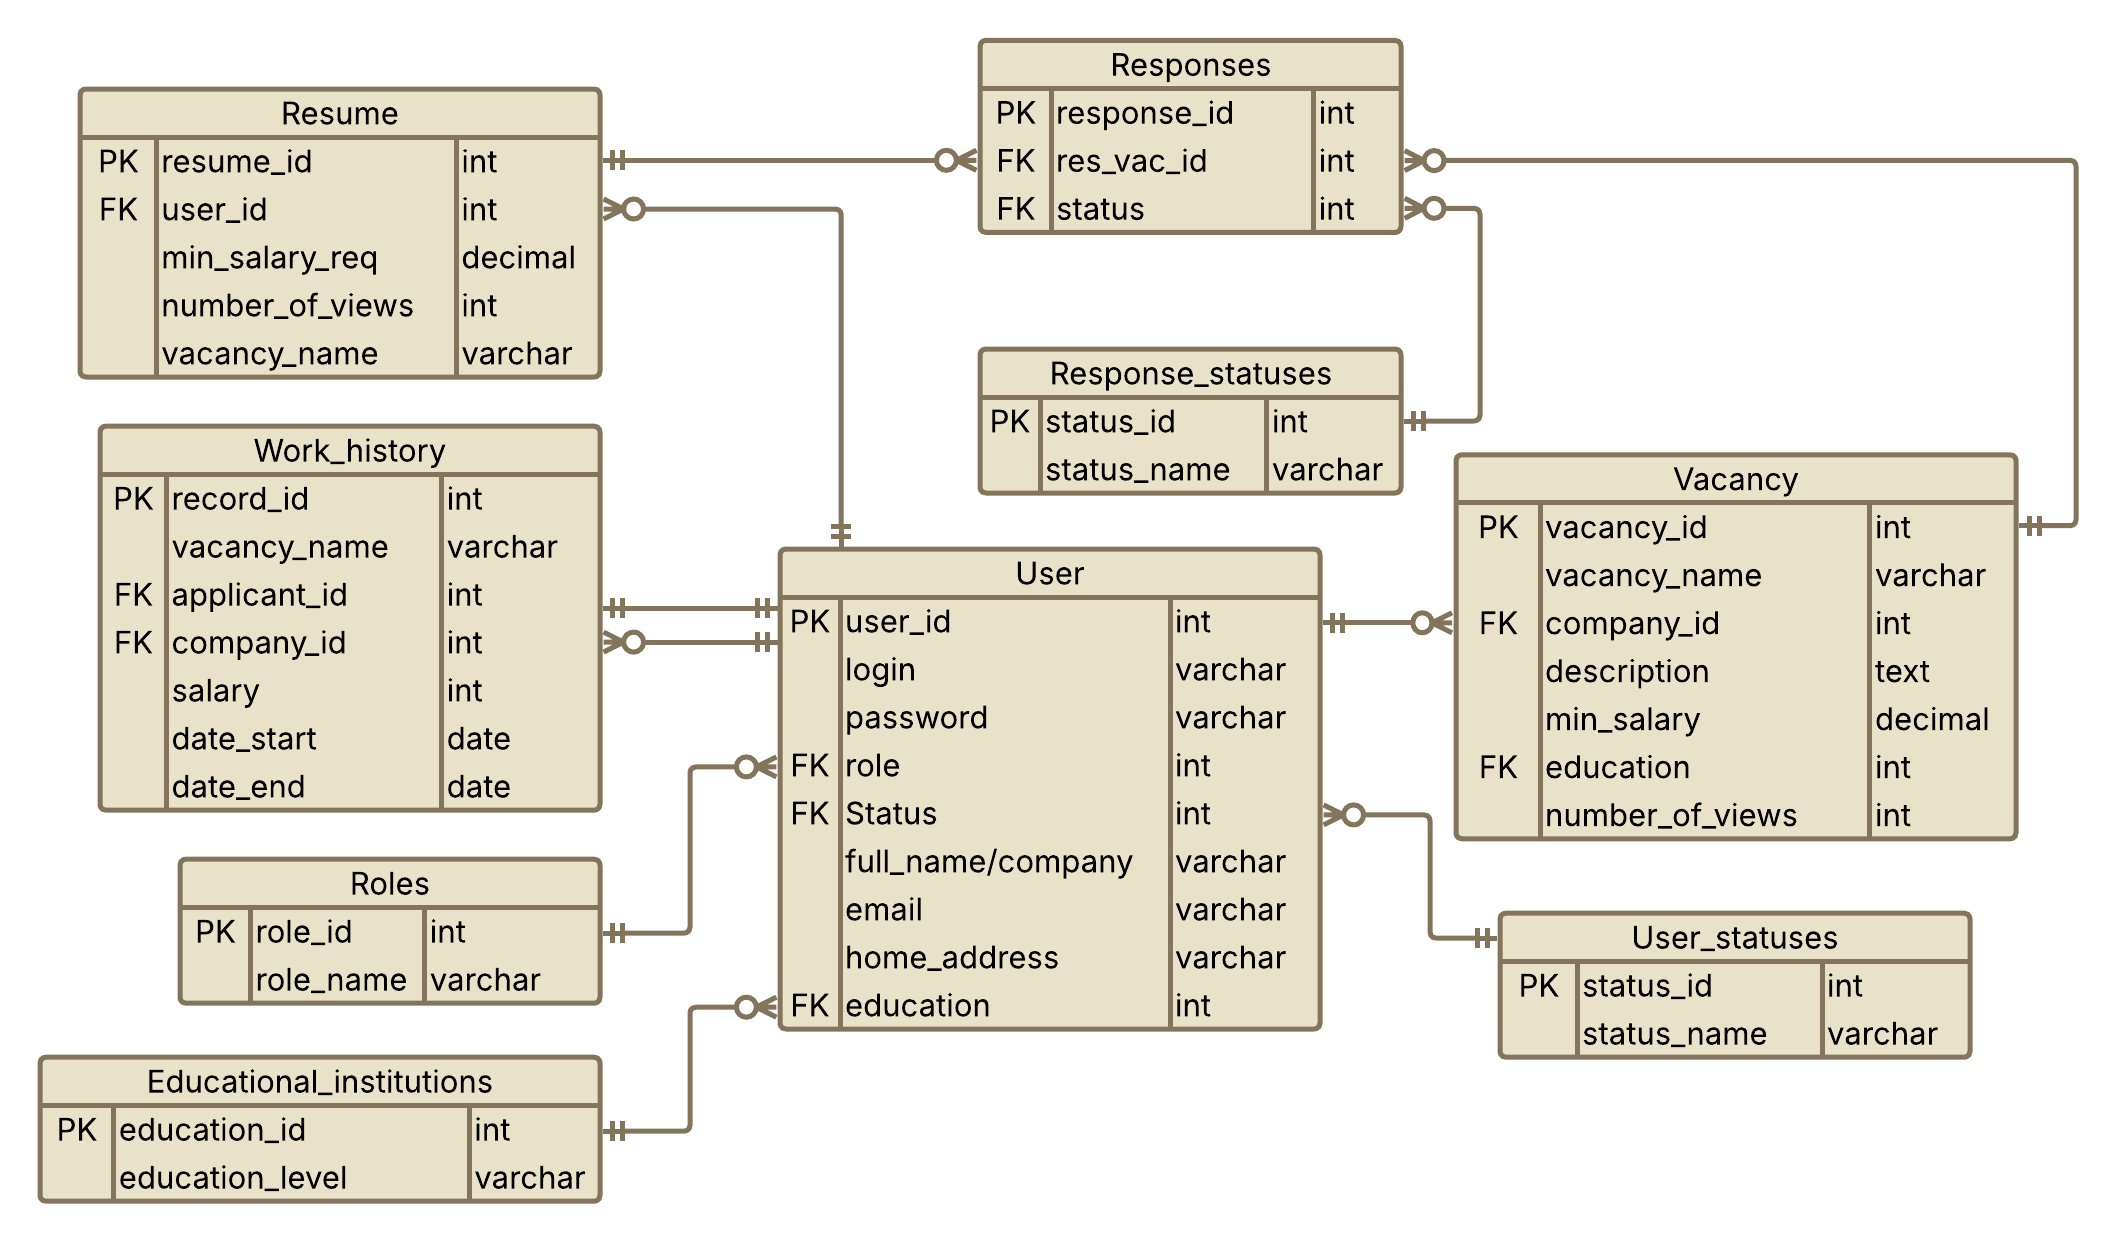 Responses
PK response_id int
FK res_vac_id int
FK status int
Resume
PK resume_id int
FK user_id int
min_salary_req decimal
number_of_views int
vacancy_name varchar
Response_statuses
PK status_id int
status_name varchar
Work_history
PK record_id int
vacancy_name varchar
FK applicant_id int
FK company_id int
salary int
date_start date
date_end date
Vacancy
PK vacancy_id int
vacancy_name varchar
FK company_id int
description text
min_salary decimal
FK education int
number_of_views int
User
PK user_id int
login varchar
password varchar
FK role int
FK Status int
full_name/company varchar
email varchar
home_address varchar
FK education int
Roles
PK role_id int
role_name varchar
User_statuses
PK status_id int
status_name varchar
Educational_institutions
PK education_id int
education_level varchar